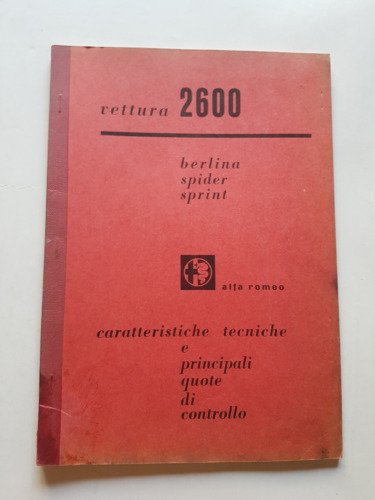 vettura 2600
berlina
spider
sprint
alfa romeo
caratteristiche tecniche
e
principali
quote
di
controllo